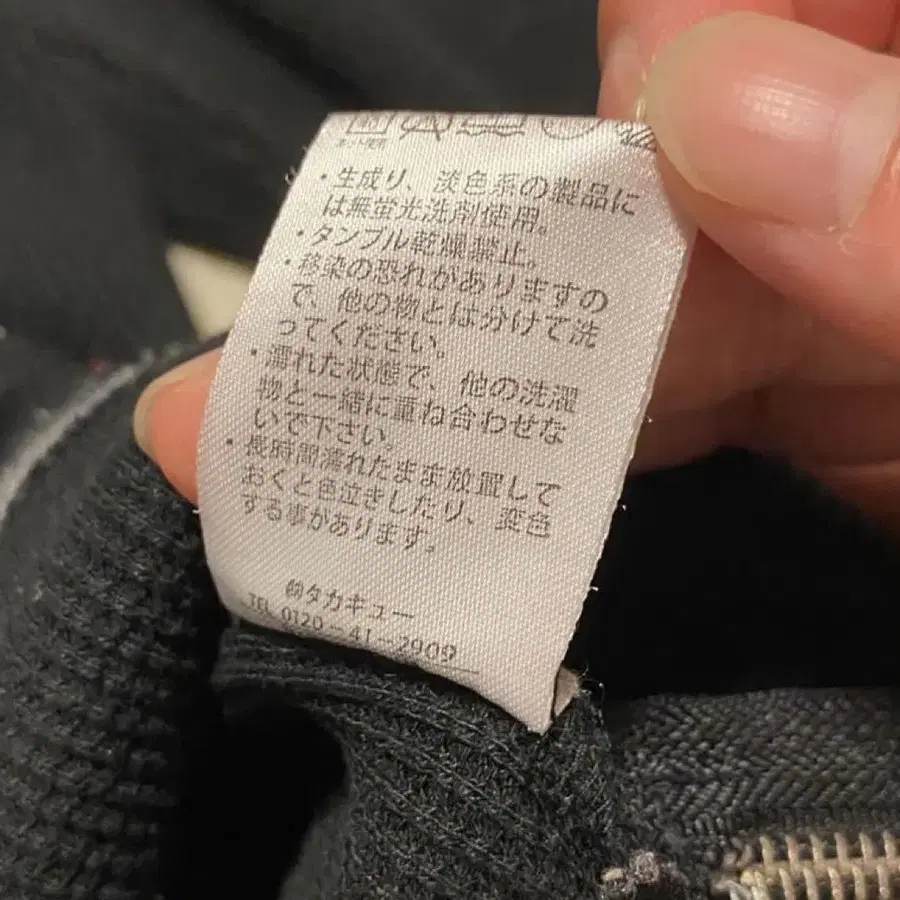 ネット使用
・生成り、淡色系の製品に
は無蛍光洗剤使用。
・タンブル乾燥禁止。
・移染の恐れがありますの
で、他の物とは分けて洗
ってください。
・濡れた状態で、他の洗濯
物と一緒に重ね合わせな
いで下さい。
・長時間濡れたまま放置して
おくと色泣きしたり、変色
する事があります。
㈱タカキュー
TEL 0120-41-2909